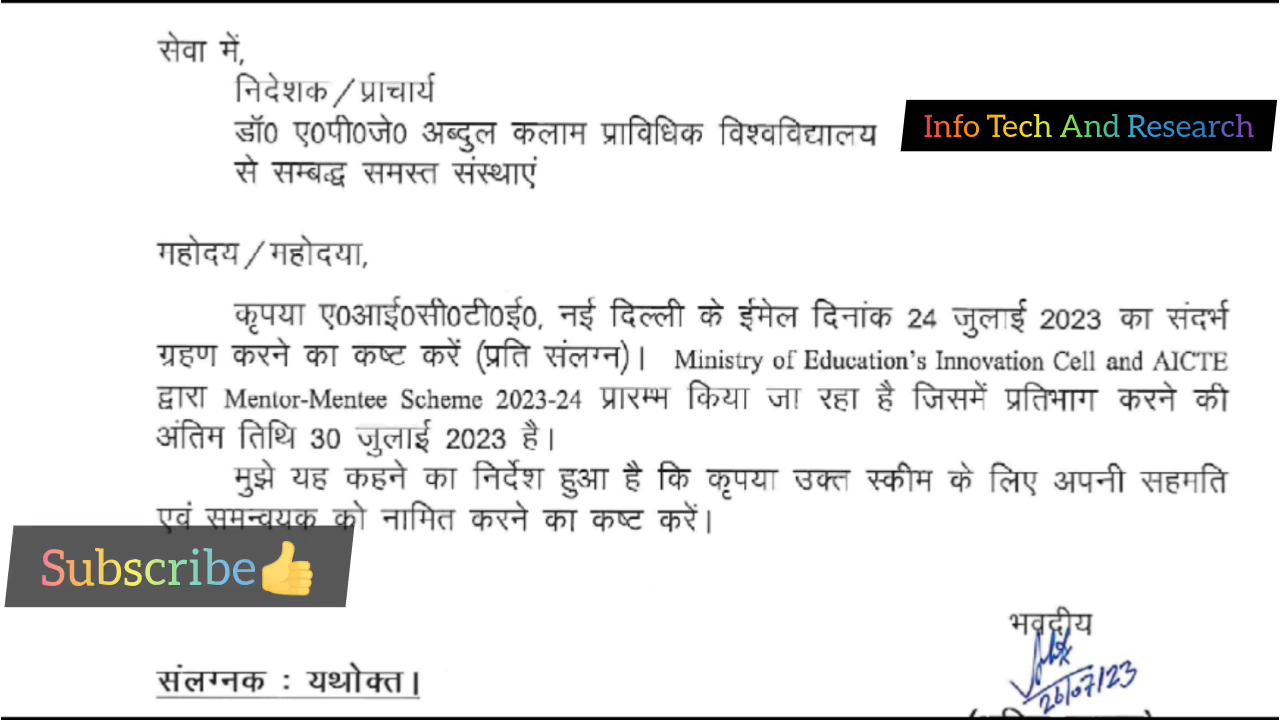 सेवा में,
निदेशक / प्राचार्य
डॉ0 ए0पी0जे0 अब्दुल कलाम प्राविधिक विश्वविद्यालय
Info Tech And Research
से सम्बद्ध समस्त संस्थाएं
महोदय / महोदया,
कृपया ए0आई0सी0टी0ई0, नई दिल्ली के ईमेल दिनांक 24 जुलाई 2023 का संदर्भ
ग्रहण करने का कष्ट करें (प्रति संलग्न)। Ministry of Education's Innovation Cell and AICTE
द्वारा Mentor-Mentee Scheme 2023-24 प्रारम्भ किया जा रहा है जिसमें प्रतिभाग करने की
अंतिम तिथि 30 जुलाई 2023 है।
मुझे यह कहने का निर्देश हुआ है कि कृपया उक्त स्कीम के लिए अपनी सहमति
एवं समन्वयक को नामित करने का कष्ट करें।
Subscribe
भवदीय
26/07/23
संलग्नक : यथोक्त।